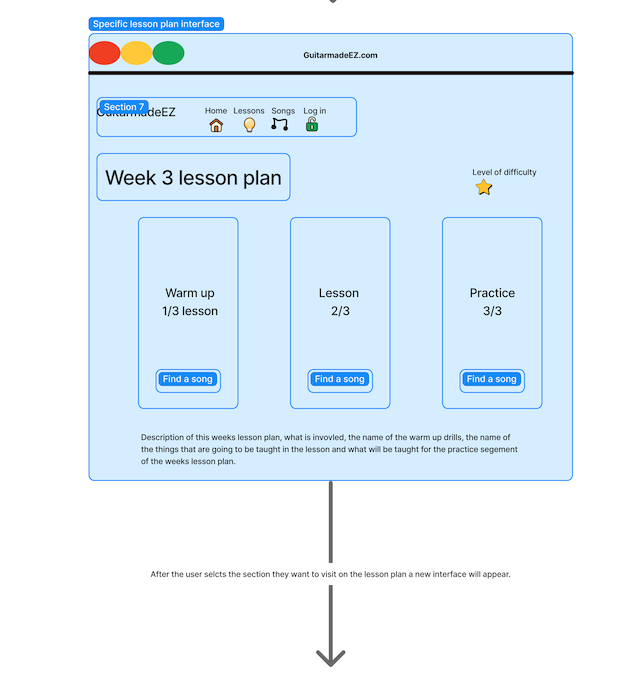 Specific lesson plan interface
GuitarmadeEZ.com
Section 7
GuitarmadeEZ
Home Lessons Songs Log in
Week 3 lesson plan
Level of difficulty
Warm up
1/3 lesson
Find a song
Lesson
2/3
Find a song
Practice
3/3
Find a song
Description of this weeks lesson plan, what is invovled, the name of the warm up drills, the name of
the things that are going to be taught in the lesson and what will be taught for the practice segement
of the weeks lesson plan.
After the user selcts the section they want to visit on the lesson plan a new interface will appear.